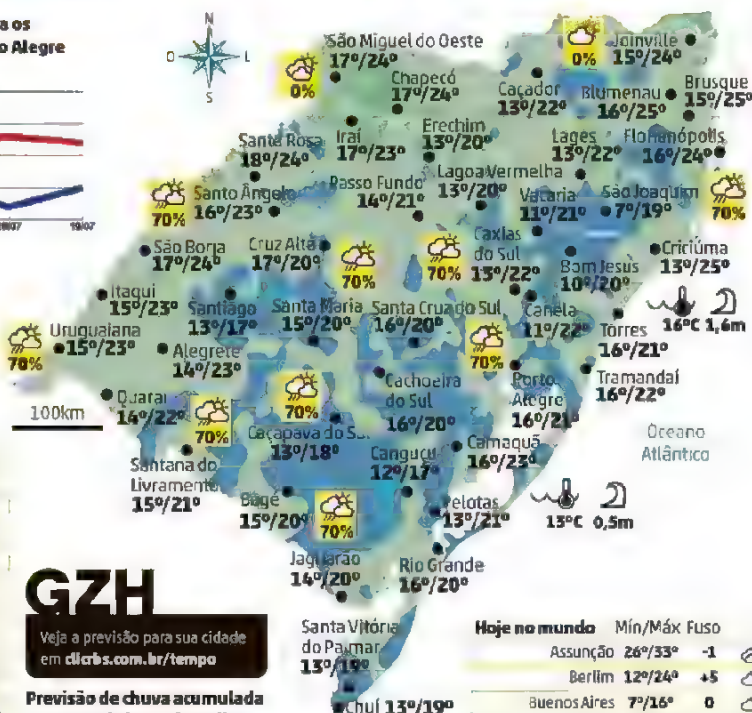 a os
o Alegre
19/07
N
O
L
S
São Miguel do Oeste
17º/24º
0%
Chapecó
17º/24º
0%
Joinville
15º/24º
Caçador
13º/22º
Blumenau
16º/25º
Brusque
15º/25º
Santa Rosa
18º/24º
Iraí
17º/23º
Erechim
13º/20º
Lages
13º/22º
Florianópolis
16º/24º
70%
Santo Ângelo
16º/23º
Passo Fundo
14º/21º
Lagoa Vermelha
13º/20º
Vacaria
11º/21º
São Joaquim
7º/19º
70%
São Borja
17º/24º
Cruz Alta
17º/20º
70%
70%
Caxias
do Sul
13º/22º
Bom Jesus
10º/20º
Criciúma
13º/25º
Itaqui
15º/23º
Santiago
13º/17º
Santa Maria
15º/20º
Santa Cruz do Sul
16º/20º
Canela
11º/22º
16ºC 1,6m
Torres
16º/21º
70%
Uruguaiana
15º/23º
Alegrete
14º/23º
70%
Porto
Alegre
16º/21º
Tramandaí
16º/22º
100km
Quaraí
14º/22º
70%
70%
Cachoeira
do Sul
16º/20º
Caçapava do Sul
13º/18º
Camaquã
16º/23º
Oceano
Atlântico
Santana do
Livramento
15º/21º
Canguçu
12º/17º
Bagé
15º/20º
70%
Pelotas
13º/21º
13ºC 0,5m
Jaguarão
14º/20º
Rio Grande
16º/20º
GZH
Veja a previsão para sua cidade
em clicrbs.com.br/tempo
Previsão de chuva acumulada
Santa Vitória
do Palmar
13º/19º
Chuí 13º/19º
Hoje no mundo Mín/Máx Fuso
Assunção 26º/33º -1
Berlim 12º/24º +5
Buenos Aires 7º/16º 0